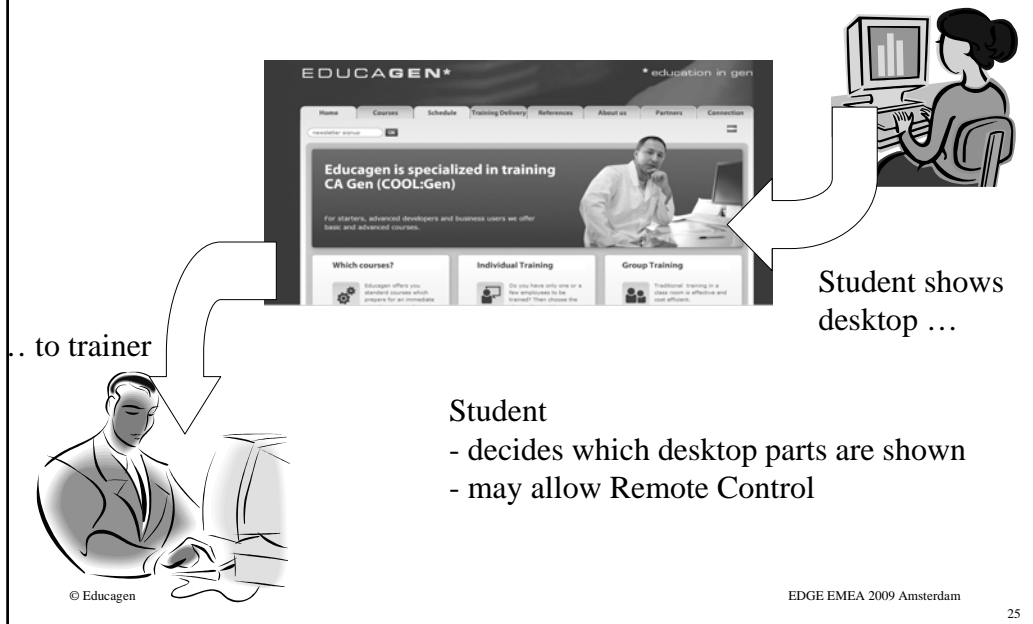 EDUCAGEN*
*education in gen
Home Courses Schedule Training Delivery References About us Partners Connection
newsletter signup OK
Educagen is specialized in training
CA Gen (COOL:Gen)
For starters, advanced developers and business users we offer
basic and advanced courses.
Which courses?
Educagen offers you
standard courses which
prepare for an immediate
Individual Training
Do you have only one or a
few employees to be
trained? Then choose the
Group Training
Traditional training in a
class room is effective and
cost efficient.
Student shows
desktop …
.. to trainer
Student
- decides which desktop parts are shown
- may allow Remote Control
© Educagen
EDGE EMEA 2009 Amsterdam
25